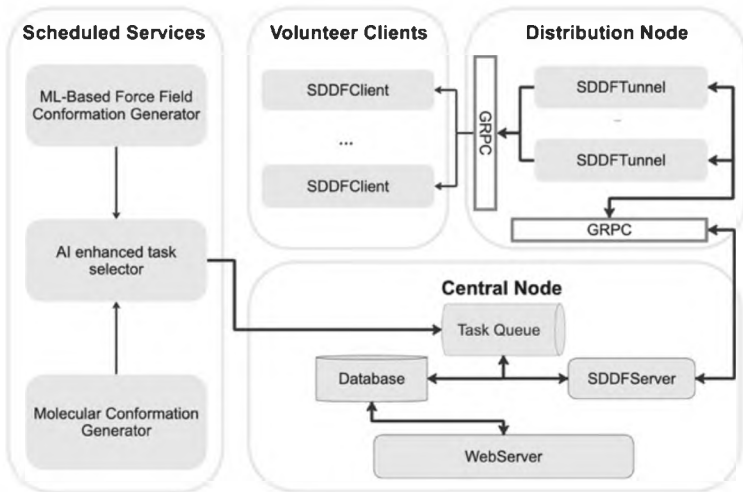 Scheduled Services
ML-Based Force Field
Conformation Generator
AI enhanced task
selector
Molecular Conformation
Generator
Volunteer Clients
SDDFClient
...
SDDFClient
GRPC
Distribution Node
SDDFTunnel
SDDFTunnel
GRPC
Central Node
Task Queue
Database
SDDFServer
WebServer